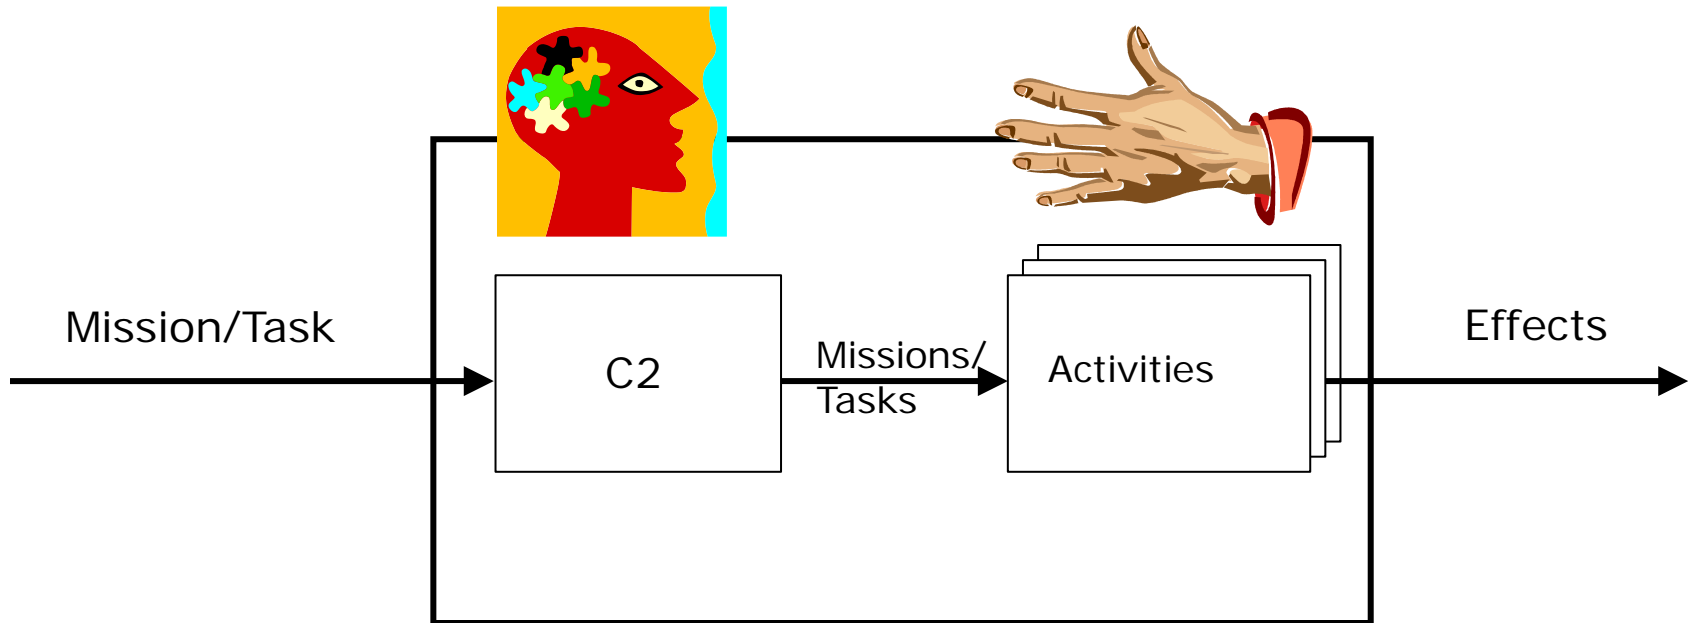 Mission/Task
C2
Missions/
Tasks
Activities
Effects